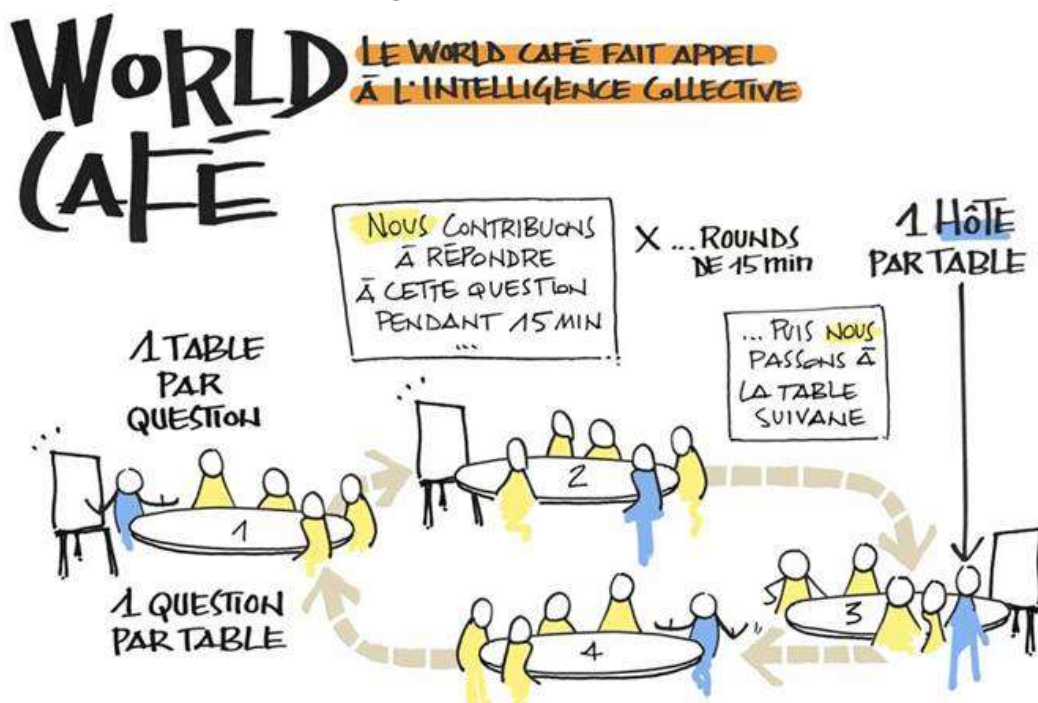 WORLD
CAFÉ
LE WORLD CAFÉ FAIT APPEL
À L'INTELLIGENCE COLLECTIVE
NOUS CONTRIBUONS
À RÉPONDRE
À CETTE QUESTION
PENDANT 15 MIN
...
X ... ROUNDS
DE 15 min
1 HÔTE
PAR TABLE
... PUIS NOUS
PASSONS À
LA TABLE
SUIVANE
1 TABLE
PAR
QUESTION
1
2
3
4
1 QUESTION
PAR TABLE